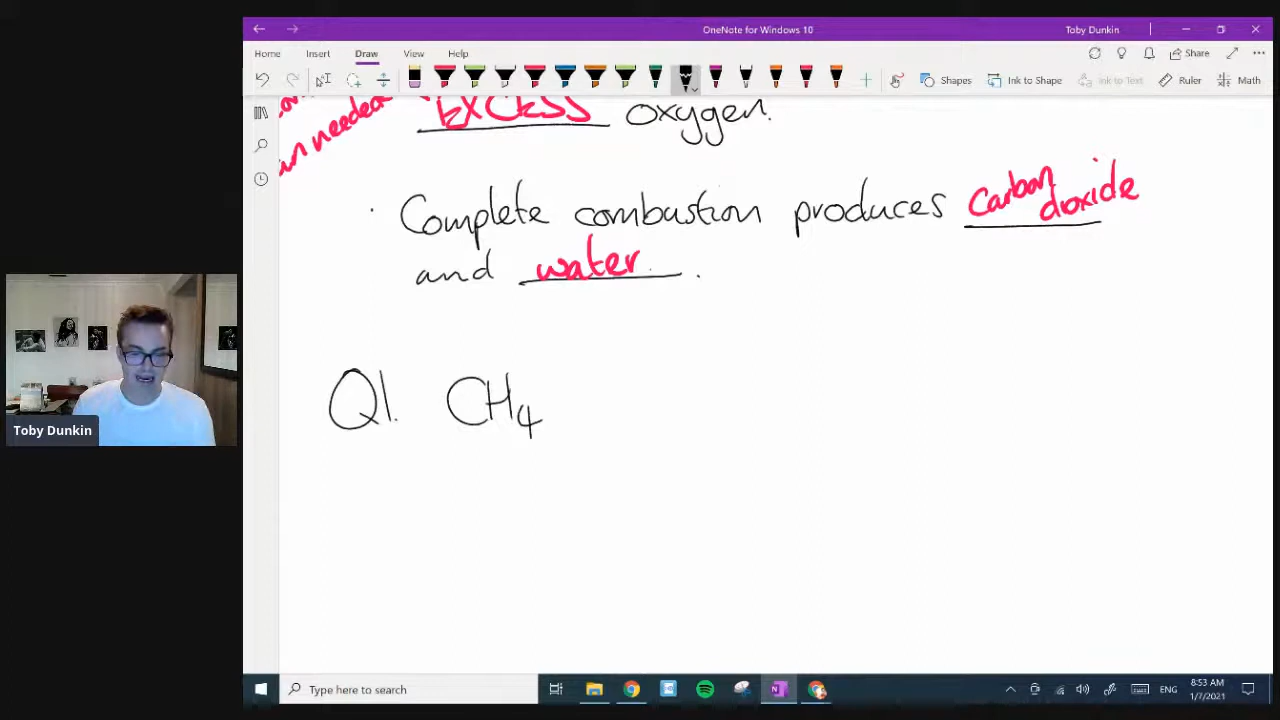 OneNote for Windows 10
Toby Dunkin
Home Insert Draw View Help
Share
Shapes Ink to Shape Ink to Text Ruler Math
Excess oxygen.
n needed
Complete combustion produces Carbon dioxide
and water.
Q1. CH4
Toby Dunkin
Type here to search
ENG
8:53 AM
1/7/2021